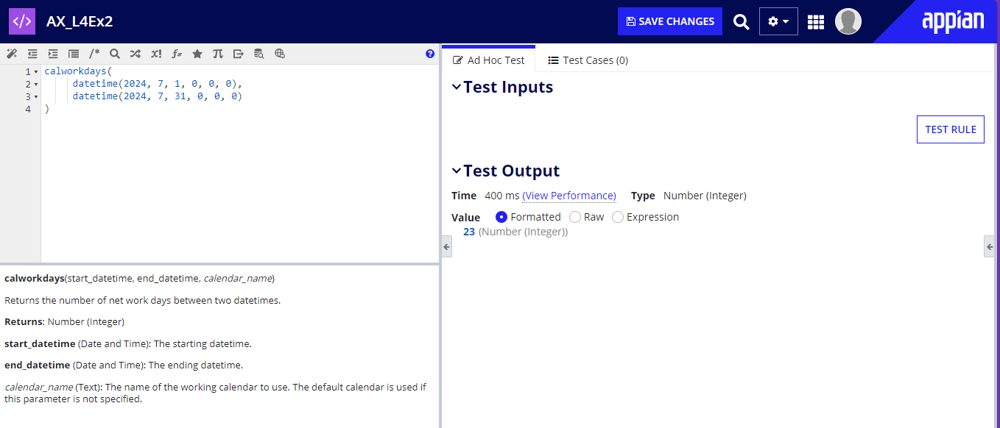 </> AX_L4Ex2 SAVE CHANGES appian
/* x! fx π ?
Ad Hoc Test Test Cases (0)
1 calworkdays(
2 datetime(2024, 7, 1, 0, 0, 0),
3 datetime(2024, 7, 31, 0, 0, 0)
4 )
calworkdays(start_datetime, end_datetime, calendar_name)
Returns the number of net work days between two datetimes.
Returns: Number (Integer)
start_datetime (Date and Time): The starting datetime.
end_datetime (Date and Time): The ending datetime.
calendar_name (Text): The name of the working calendar to use. The default calendar is used if
this parameter is not specified.
Test Inputs
TEST RULE
Test Output
Time 400 ms (View Performance) Type Number (Integer)
Value Formatted Raw Expression
23 (Number (Integer))